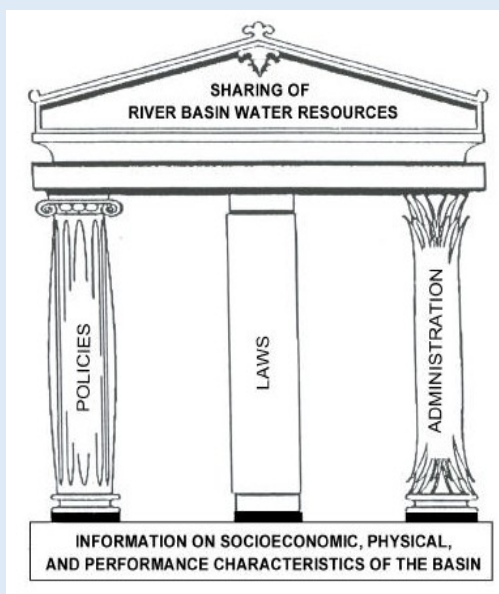 SHARING OF
RIVER BASIN WATER RESOURCES
POLICIES
LAWS
ADMINISTRATION
INFORMATION ON SOCIOECONOMIC, PHYSICAL,
AND PERFORMANCE CHARACTERISTICS OF THE BASIN